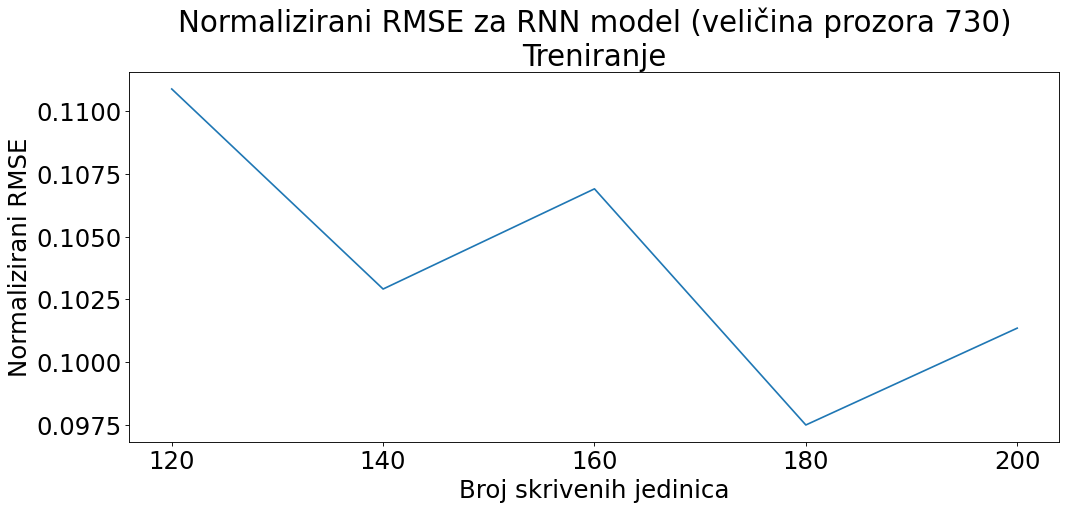 Normalizirani RMSE za RNN model (veličina prozora 730)
Treniranje
Normalizirani RMSE
0.1100
0.1075
0.1050
0.1025
0.1000
0.0975
120 140 160 180 200
Broj skrivenih jedinica